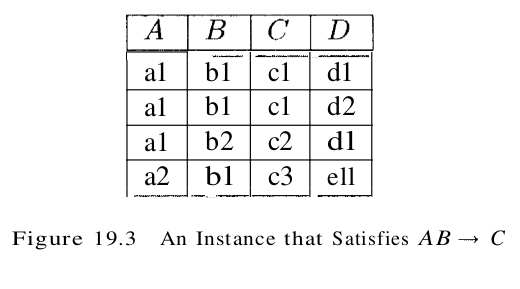 A B C D
a1 b1 c1 d1
a1 b1 c1 d2
a1 b2 c2 d1
a2 b1 c3 ell
Figure 19.3 An Instance that Satisfies AB → C